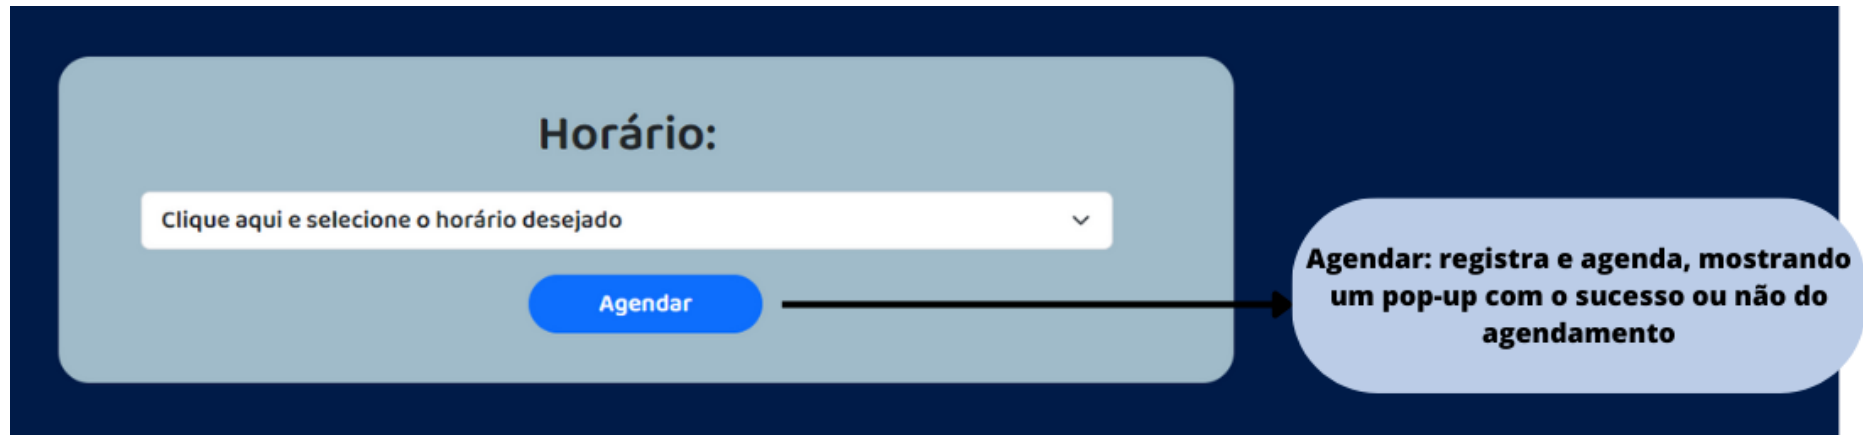 Horário:
Clique aqui e selecione o horário desejado
Agendar
Agendar: registra e agenda, mostrando
um pop-up com o sucesso ou não do
agendamento